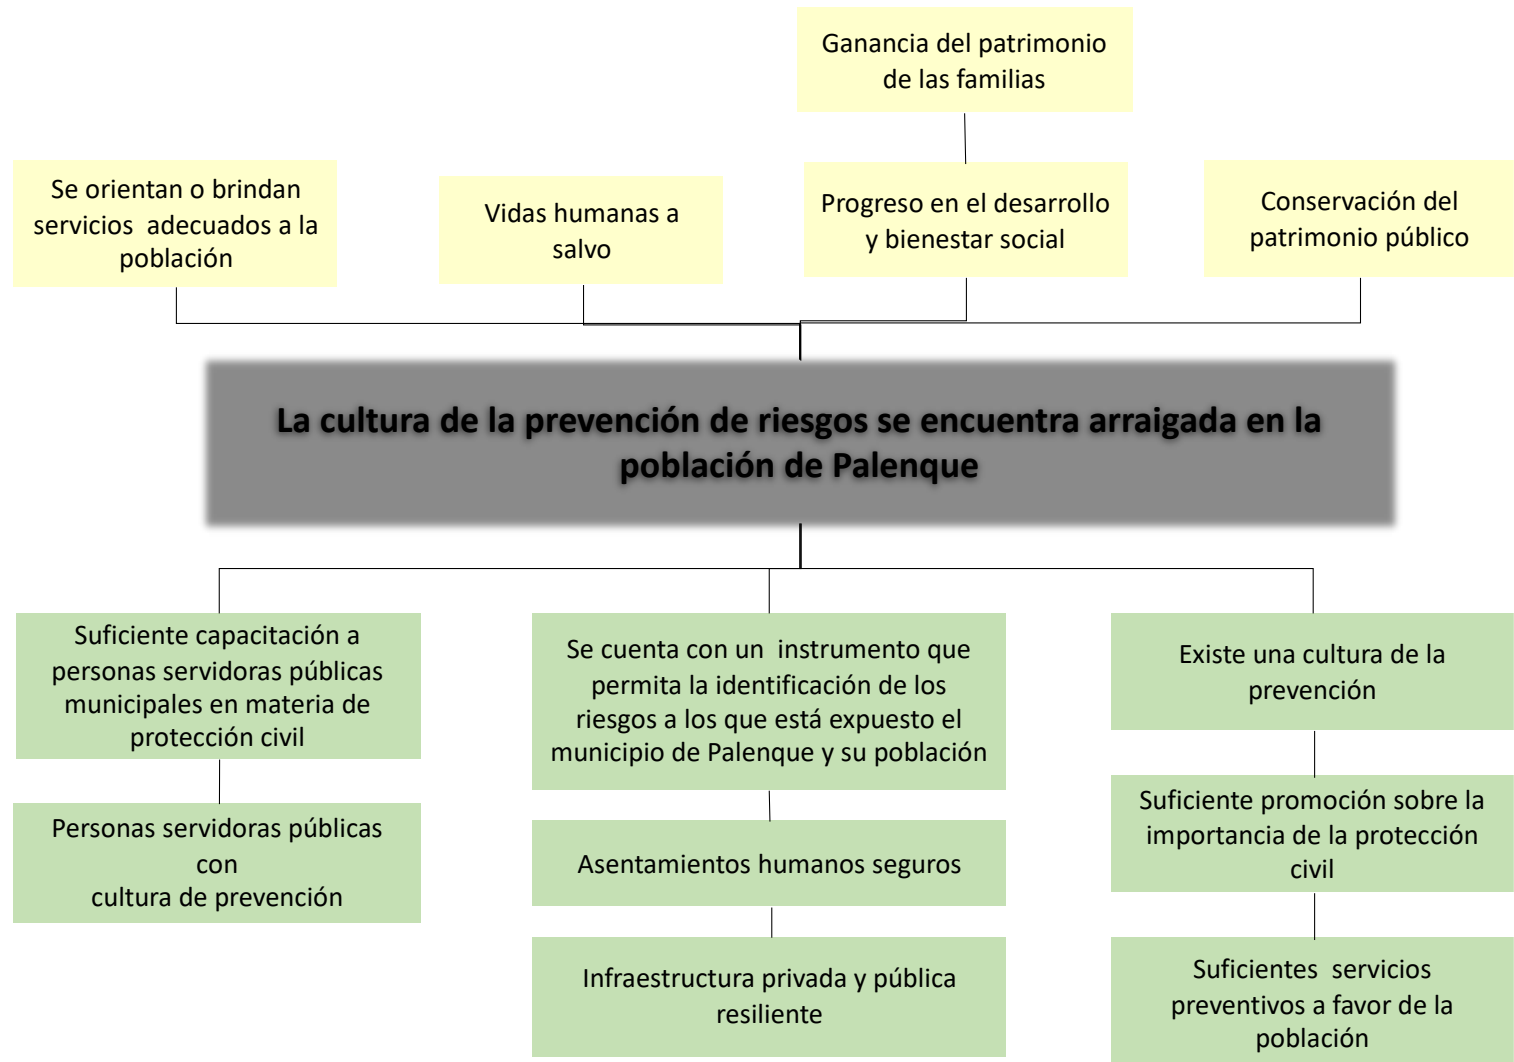 Ganancia del patrimonio
de las familias
Se orientan o brindan
servicios  adecuados a la
población
Vidas humanas a
salvo
Progreso en el desarrollo
y bienestar social
Conservación del
patrimonio público
La cultura de la prevención de riesgos se encuentra arraigada en la
población de Palenque
Suficiente capacitación a
personas servidoras públicas
municipales en materia de
protección civil
Se cuenta con un  instrumento que
permita la identificación de los
riesgos a los que está expuesto el
municipio de Palenque y su población
Existe una cultura de la
prevención
Personas servidoras públicas
con
cultura de prevención
Asentamientos humanos seguros
Suficiente promoción sobre la
importancia de la protección
civil
Infraestructura privada y pública
resiliente
Suficientes  servicios
preventivos a favor de la
población